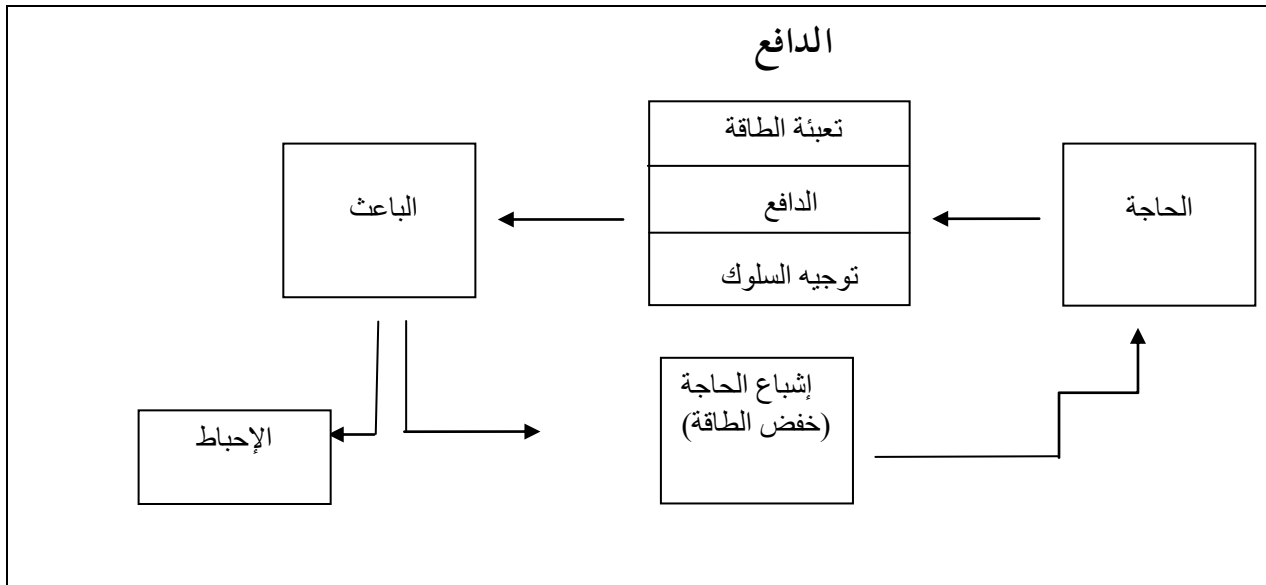 الدافع
الحاجة
تعبئة الطاقة
الدافع
توجيه السلوك
الباعث
إشباع الحاجة
(خفض الطاقة)
الإحباط